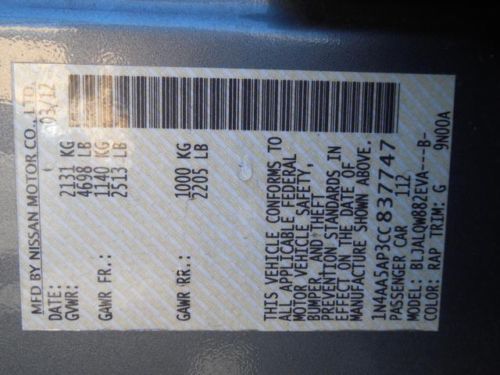 MFD BY NISSAN MOTOR CO., LTD.
DATE: 03/12
GVWR: 2131 KG
4698 LB
GAWR FR.: 1140 KG
2513 LB
GAWR RR.: 1000 KG
2205 LB
THIS VEHICLE CONFORMS TO
ALL APPLICABLE FEDERAL
MOTOR VEHICLE SAFETY,
BUMPER, AND THEFT
PREVENTION STANDARDS IN
EFFECT ON THE DATE OF
MANUFACTURE SHOWN ABOVE.
1N4AA5AP3CC837747
PASSENGER CAR 112
MODEL: BLJALQW882EVA---B-
COLOR: RAP TRIM: G 9N00A